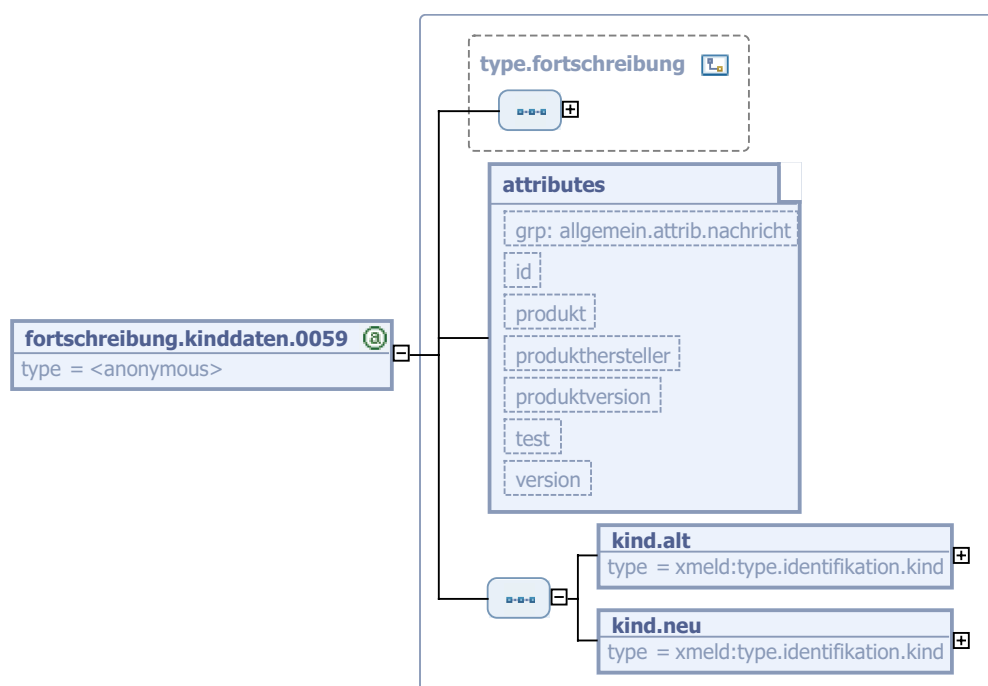 type.fortschreibung
attributes
grp: allgemein.attrib.nachricht
id
produkt
produkthersteller
produktversion
test
version
fortschreibung.kinddaten.0059 @
type = <anonymous>
kind.alt
type = xmeld:type.identifikation.kind
kind.neu
type = xmeld:type.identifikation.kind